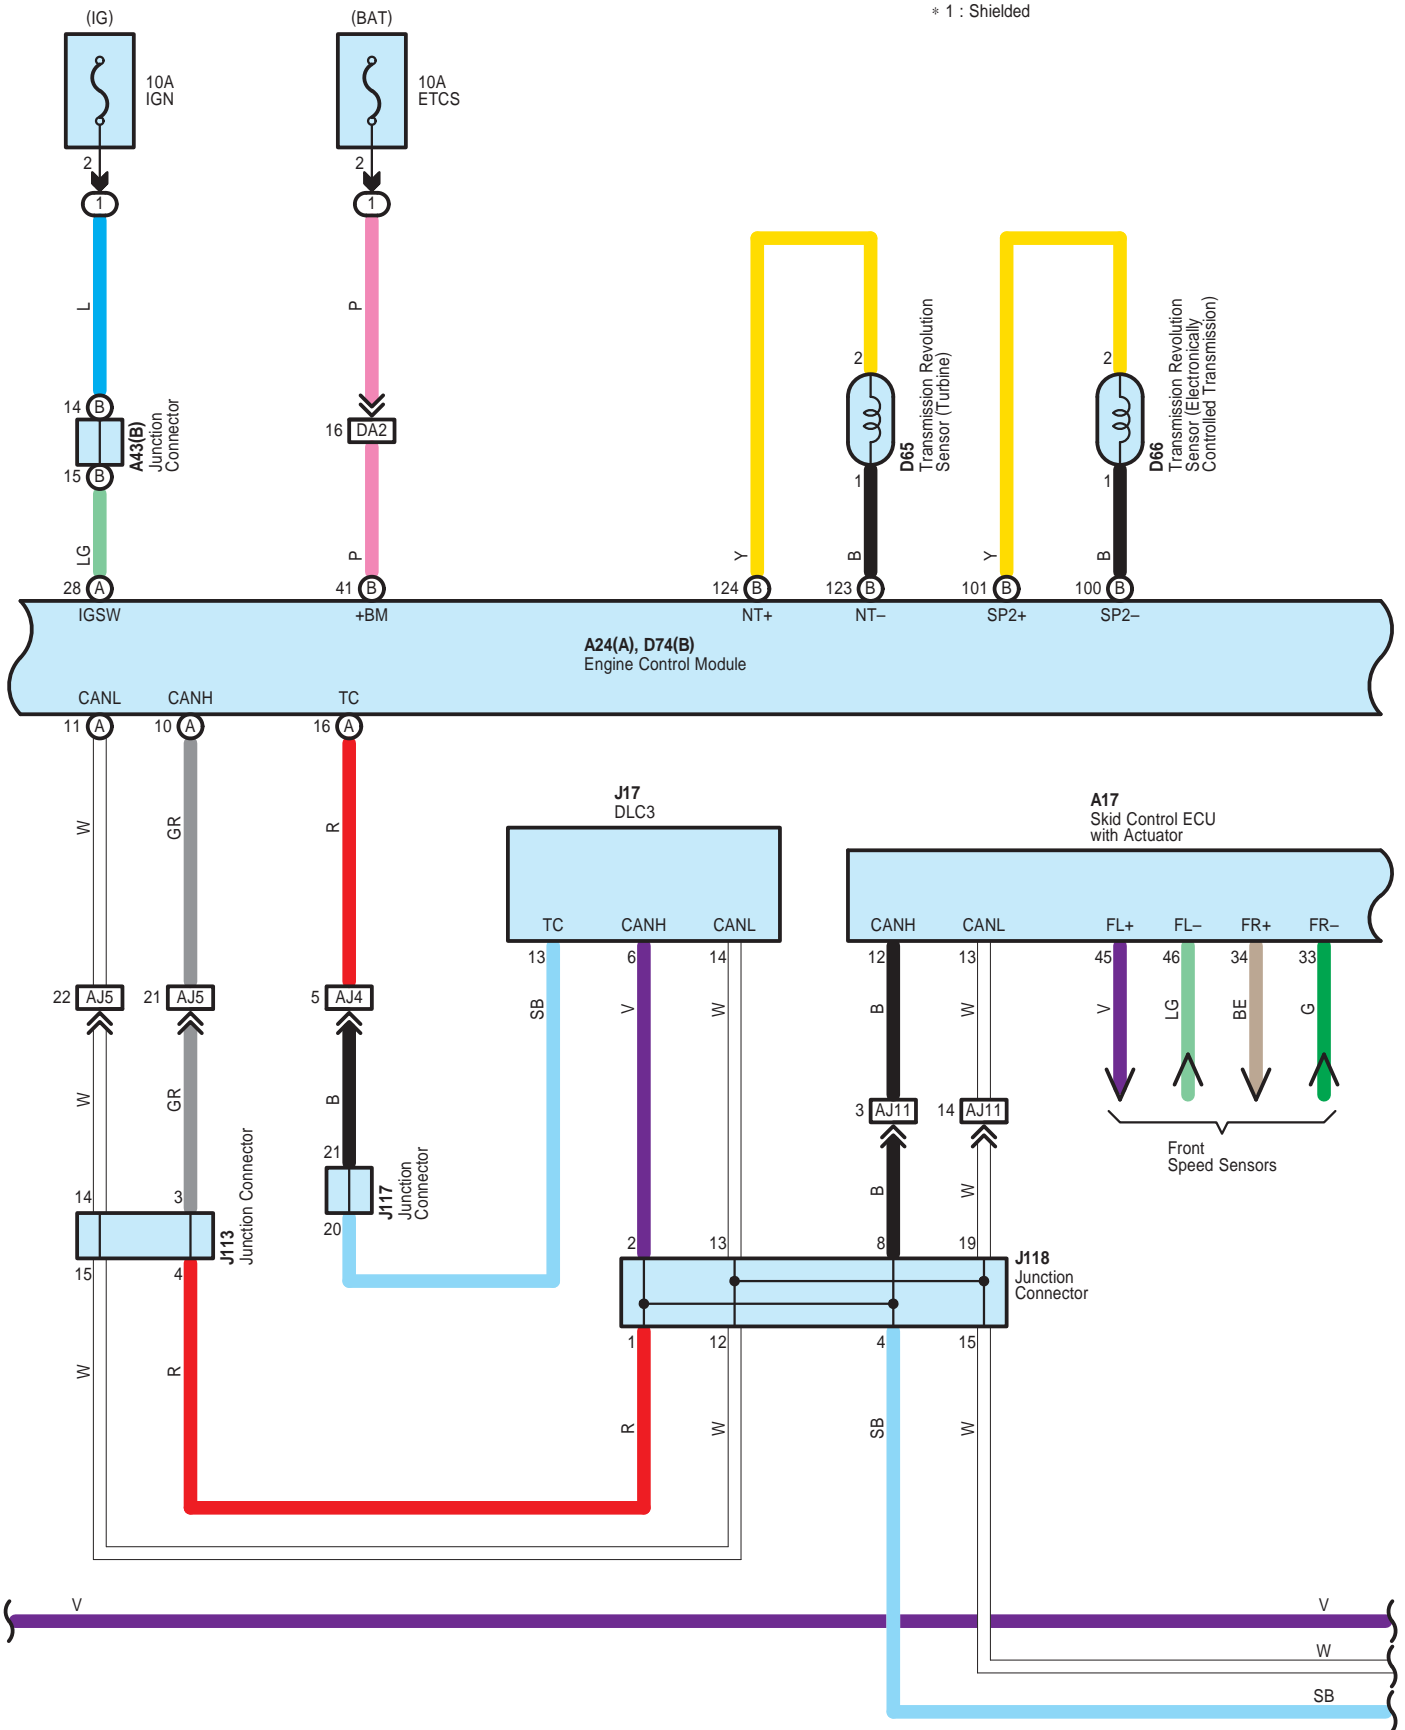 (IG)
(BAT)
* 1 : Shielded
10A
IGN
10A
ETCS
2
2
1
1
L
P
14 B
A43(B)
Junction
Connector
15 B
16 DA2
LG
P
2
D65
Transmission Revolution
Sensor (Turbine)
1
2
D66
Transmission Revolution
Sensor (Electronically
Controlled Transmission)
1
Y
B
Y
B
28 A
41 B
124 B
123 B
101 B
100 B
IGSW
+BM
NT+
NT–
SP2+
SP2–
A24(A), D74(B)
Engine Control Module
CANL
CANH
TC
11 A
10 A
16 A
W
GR
R
J17
DLC3
A17
Skid Control ECU
with Actuator
TC
CANH
CANL
CANH
CANL
FL+
FL–
FR+
FR–
13
6
14
12
13
45
46
34
33
SB
V
W
B
W
V
LG
BE
G
22 AJ5
21 AJ5
5 AJ4
W
GR
B
3 AJ11
14 AJ11
Front
Speed Sensors
B
W
21
J117
Junction
Connector
20
14
3
J113
Junction Connector
15
4
2
13
8
19
J118
Junction
Connector
1
12
4
15
W
R
R
W
SB
W
V
V
W
SB